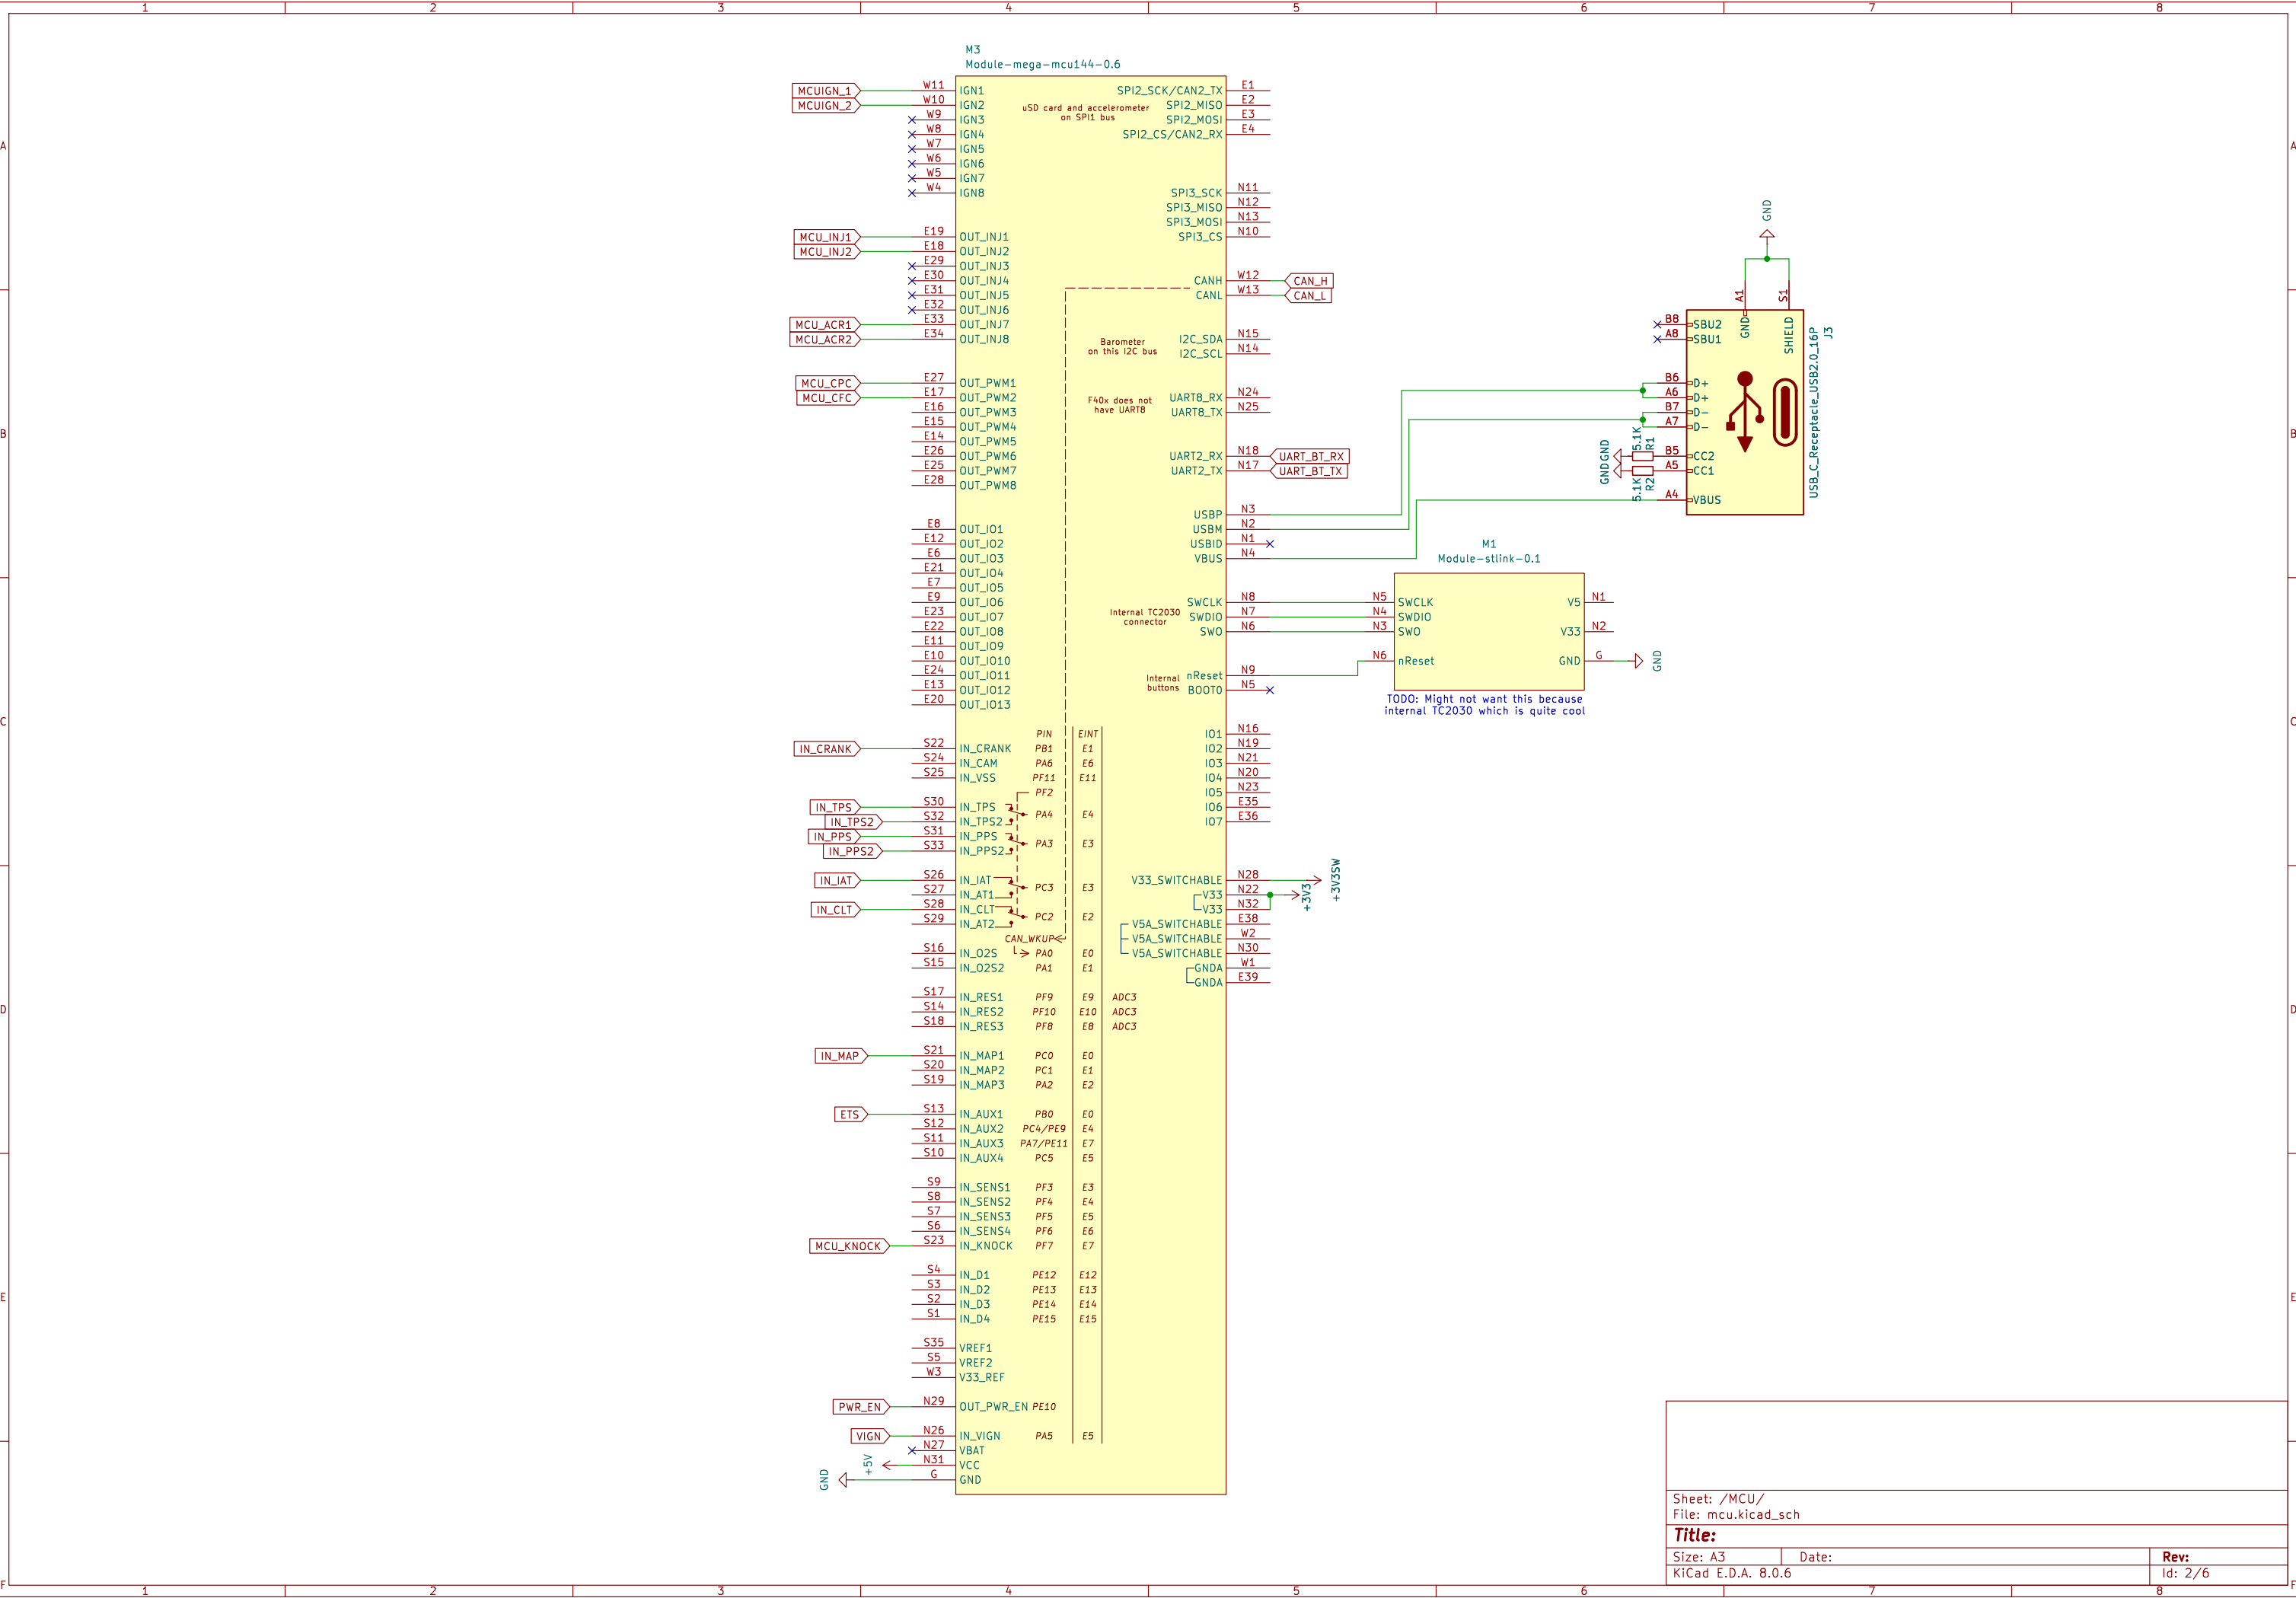 1 2 3 4 5 6 7 8
A A
B B
C C
D D
E E
F F
1 2 3 4 5 6 7 8
M3
Module-mega-mcu144-0.6
uSD card and accelerometer
on SPI1 bus
Barometer
on this I2C bus
F40x does not
have UART8
Internal TC2030
connector
Internal
buttons
MCUIGN_1 W11 IGN1
MCUIGN_2 W10 IGN2
W9 IGN3
W8 IGN4
W7 IGN5
W6 IGN6
W5 IGN7
W4 IGN8
MCU_INJ1 E19 OUT_INJ1
MCU_INJ2 E18 OUT_INJ2
E29 OUT_INJ3
E30 OUT_INJ4
E31 OUT_INJ5
E32 OUT_INJ6
MCU_ACR1 E33 OUT_INJ7
MCU_ACR2 E34 OUT_INJ8
MCU_CPC E27 OUT_PWM1
MCU_CFC E17 OUT_PWM2
E16 OUT_PWM3
E15 OUT_PWM4
E14 OUT_PWM5
E26 OUT_PWM6
E25 OUT_PWM7
E28 OUT_PWM8
E8 OUT_IO1
E12 OUT_IO2
E6 OUT_IO3
E21 OUT_IO4
E7 OUT_IO5
E9 OUT_IO6
E23 OUT_IO7
E22 OUT_IO8
E11 OUT_IO9
E10 OUT_IO10
E24 OUT_IO11
E13 OUT_IO12
E20 OUT_IO13
PIN EINT
IN_CRANK S22 IN_CRANK PB1 E1
S24 IN_CAM PA6 E6
S25 IN_VSS PF11 E11
PF2
IN_TPS S30 IN_TPS
PA4 E4
IN_TPS2 S32 IN_TPS2
IN_PPS S31 IN_PPS
PA3 E3
IN_PPS2 S33 IN_PPS2
IN_IAT S26 IN_IAT
PC3 E3
S27 IN_AT1
IN_CLT S28 IN_CLT
PC2 E2
S29 IN_AT2
CAN_WKUP
S16 IN_O2S PA0 E0
S15 IN_O2S2 PA1 E1
S17 IN_RES1 PF9 E9 ADC3
S14 IN_RES2 PF10 E10 ADC3
S18 IN_RES3 PF8 E8 ADC3
IN_MAP S21 IN_MAP1 PC0 E0
S20 IN_MAP2 PC1 E1
S19 IN_MAP3 PA2 E2
ETS S13 IN_AUX1 PB0 E0
S12 IN_AUX2 PC4/PE9 E4
S11 IN_AUX3 PA7/PE11 E7
S10 IN_AUX4 PC5 E5
S9 IN_SENS1 PF3 E3
S8 IN_SENS2 PF4 E4
S7 IN_SENS3 PF5 E5
S6 IN_SENS4 PF6 E6
MCU_KNOCK S23 IN_KNOCK PF7 E7
S4 IN_D1 PE12 E12
S3 IN_D2 PE13 E13
S2 IN_D3 PE14 E14
S1 IN_D4 PE15 E15
S35 VREF1
S5 VREF2
W3 V33_REF
PWR_EN N29 OUT_PWR_EN PE10
VIGN N26 IN_VIGN PA5 E5
N27 VBAT
+5V N31 VCC
GND G GND
SPI2_SCK/CAN2_TX E1
SPI2_MISO E2
SPI2_MOSI E3
SPI2_CS/CAN2_RX E4
SPI3_SCK N11
SPI3_MISO N12
SPI3_MOSI N13
SPI3_CS N10
CANH W12 CAN_H
CANL W13 CAN_L
I2C_SDA N15
I2C_SCL N14
UART8_RX N24
UART8_TX N25
UART2_RX N18 UART_BT_RX
UART2_TX N17 UART_BT_TX
USBP N3
USBM N2
USBID N1
VBUS N4
SWCLK N8
SWDIO N7
SWO N6
nReset N9
BOOT0 N5
IO1 N16
IO2 N19
IO3 N21
IO4 N20
IO5 N23
IO6 E35
IO7 E36
V33_SWITCHABLE N28 +3V3SW
V33 N22 +3V3
V33 N32
V5A_SWITCHABLE E38
V5A_SWITCHABLE W2
V5A_SWITCHABLE N30
GNDA W1
GNDA E39
M1
Module-stlink-0.1
N5 SWCLK V5 N1
N4 SWDIO
N3 SWO V33 N2
N6 nReset GND G GND
TODO: Might not want this because
internal TC2030 which is quite cool
GND
A1 S1
GND SHIELD
J3
USB_C_Receptacle_USB2.0_16P
B8 SBU2
A8 SBU1
B6 D+
A6 D+
B7 D-
A7 D-
GND 5.1K R1 B5 CC2
GND 5.1K R2 A5 CC1
A4 VBUS
Sheet: /MCU/
File: mcu.kicad_sch
Title:
Size: A3 Date: Rev:
KiCad E.D.A. 8.0.6 Id: 2/6